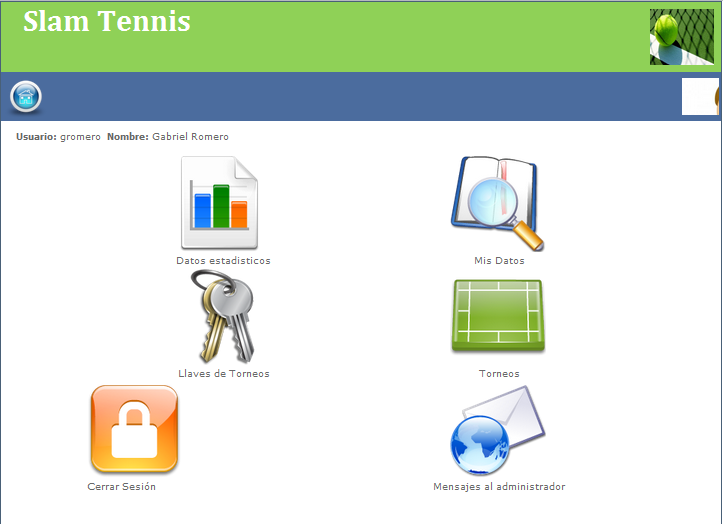 Slam Tennis
Usuario: gromero Nombre: Gabriel Romero
Datos estadisticos
Mis Datos
Llaves de Torneos
Torneos
Cerrar Sesión
Mensajes al administrador